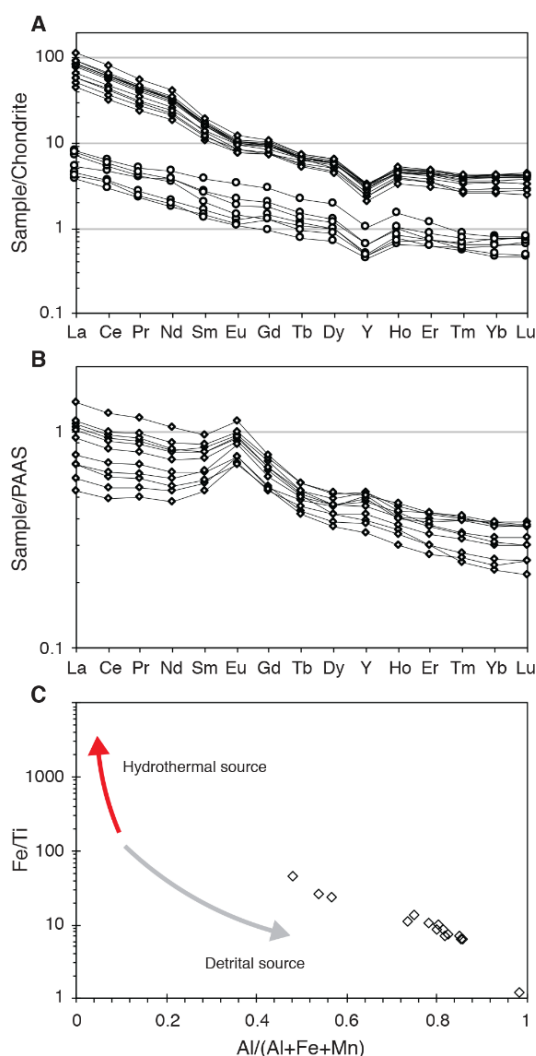 A
100
10
1
0.1
Sample/Chondrite
La Ce Pr Nd Sm Eu Gd Tb Dy Y Ho Er Tm Yb Lu
B
1
0.1
Sample/PAAS
La Ce Pr Nd Sm Eu Gd Tb Dy Y Ho Er Tm Yb Lu
C
1000
100
10
1
Fe/Ti
Hydrothermal source
Detrital source
0 0.2 0.4 0.6 0.8 1
Al/(Al+Fe+Mn)